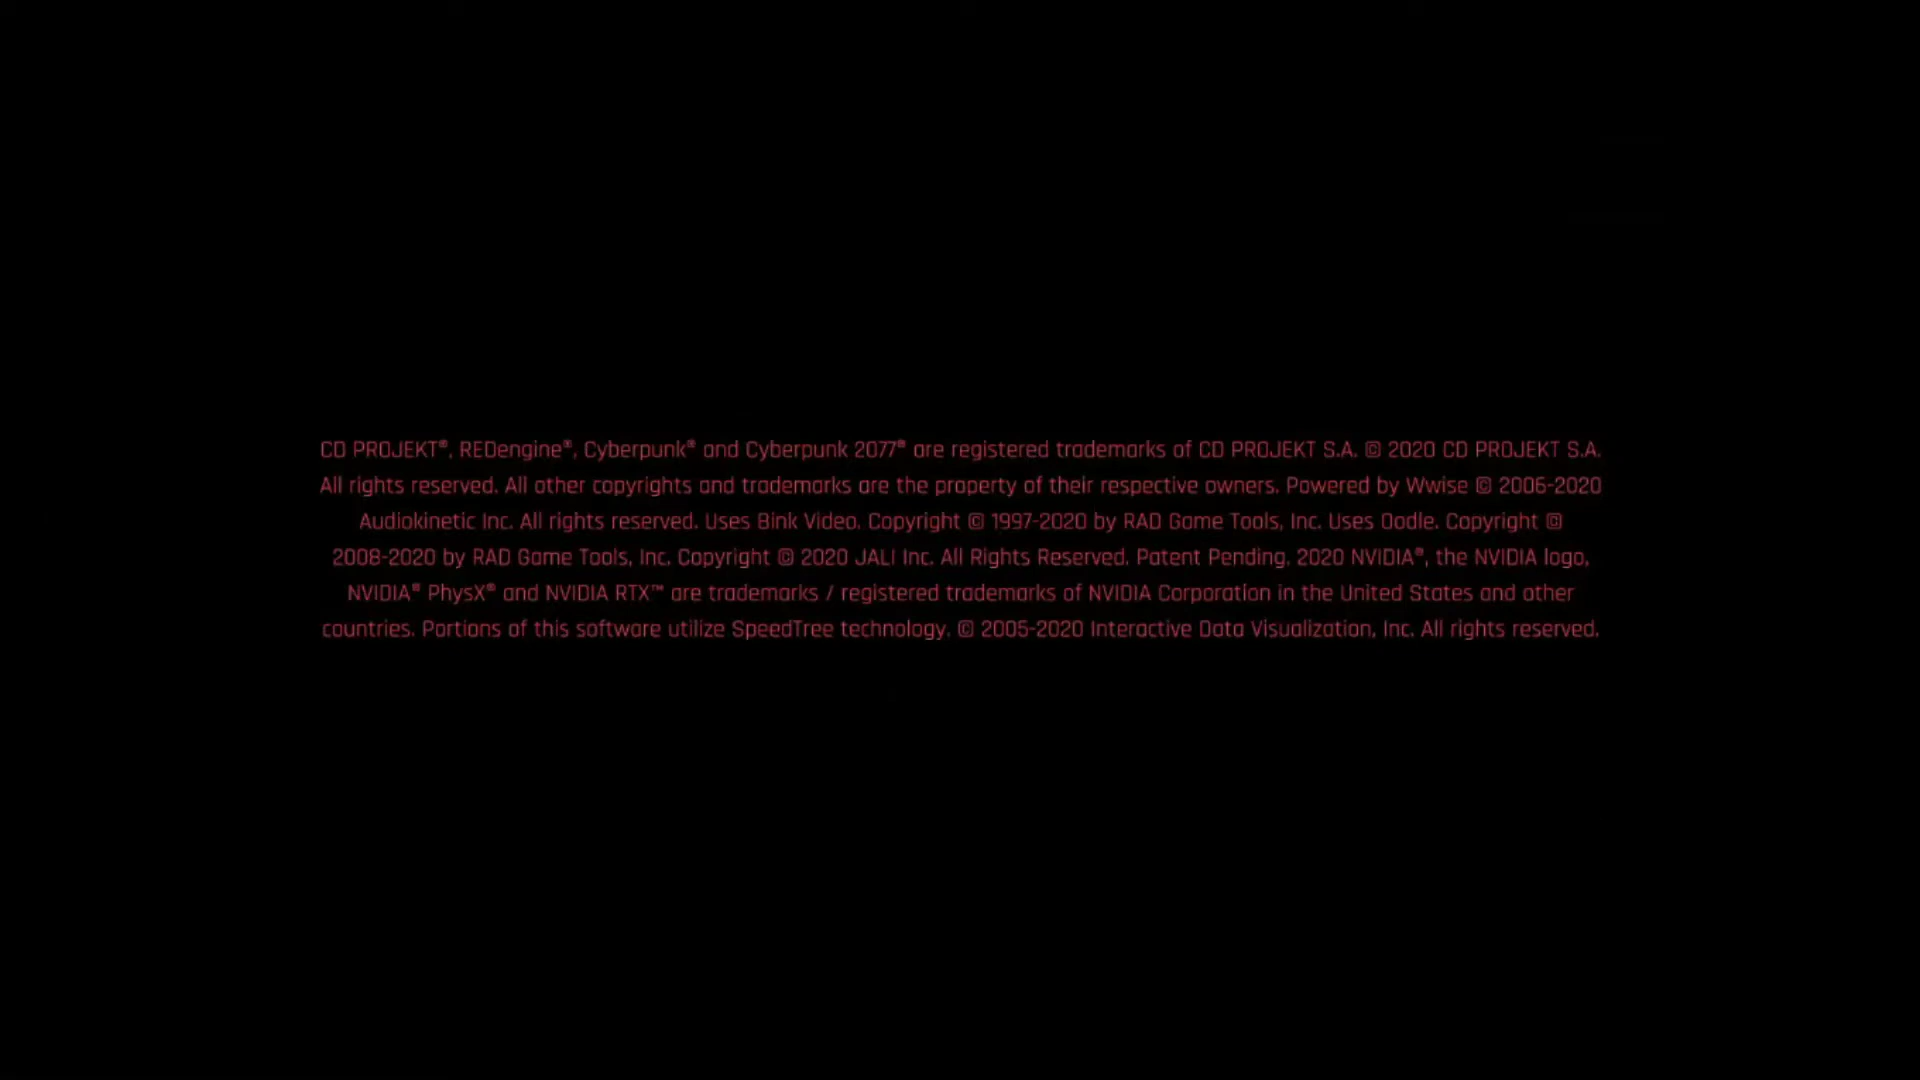 CD PROJEKT®, REDengine®, Cyberpunk® and Cyberpunk 2077® are registered trademarks of CD PROJEKT S.A. © 2020 CD PROJEKT S.A.
All rights reserved. All other copyrights and trademarks are the property of their respective owners. Powered by Wwise © 2006-2020
Audiokinetic Inc. All rights reserved. Uses Bink Video. Copyright © 1997-2020 by RAD Game Tools, Inc. Uses Oodle. Copyright ©
2008-2020 by RAD Game Tools, Inc. Copyright © 2020 JALI Inc. All Rights Reserved. Patent Pending. 2020 NVIDIA®, the NVIDIA logo,
NVIDIA® PhysX® and NVIDIA RTX™ are trademarks / registered trademarks of NVIDIA Corporation in the United States and other
countries. Portions of this software utilize SpeedTree technology. © 2005-2020 Interactive Data Visualization, Inc. All rights reserved.